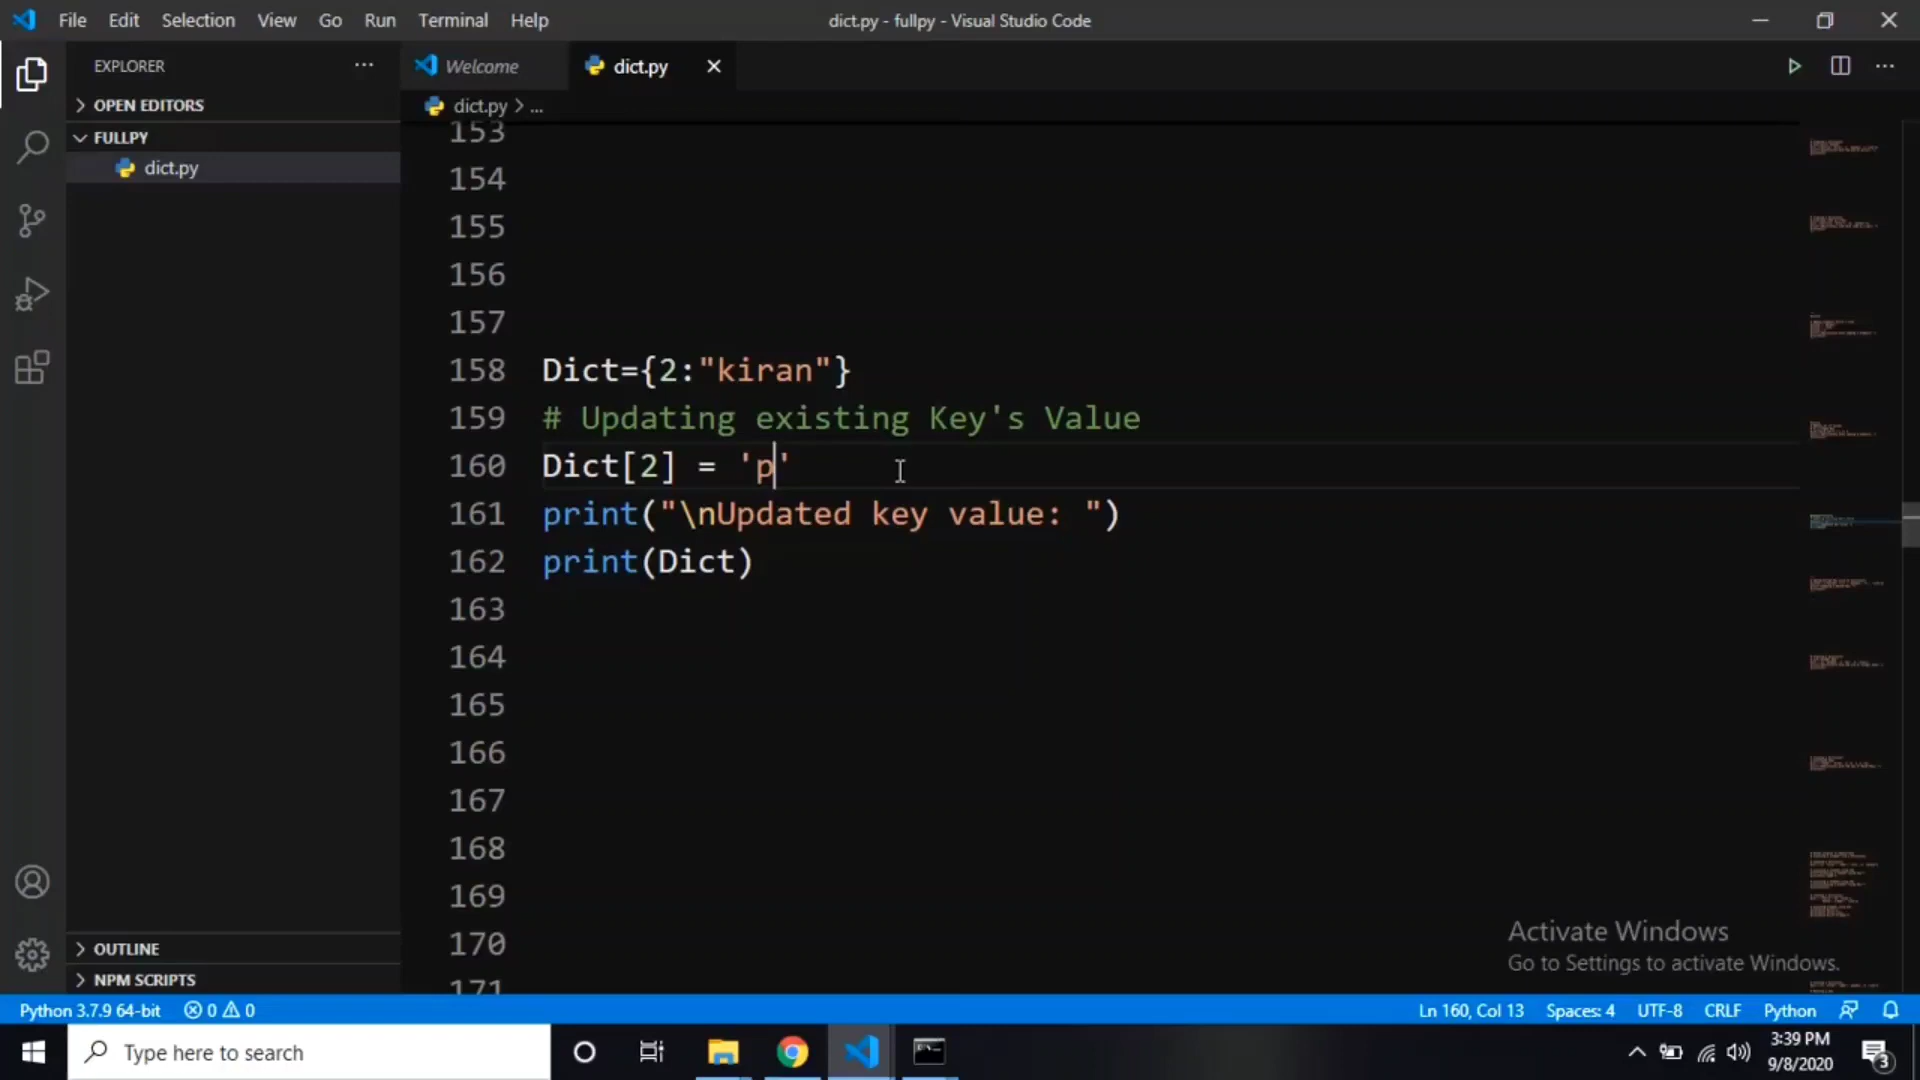 File Edit Selection View Go Run Terminal Help
dict.py - fullpy - Visual Studio Code
EXPLORER
Welcome
dict.py
OPEN EDITORS
dict.py > ...
FULLPY
dict.py
153
154
155
156
157
158 Dict={2:"kiran"}
159 # Updating existing Key's Value
160 Dict[2] = 'p'
161 print("\nUpdated key value: ")
162 print(Dict)
163
164
165
166
167
168
169
170
171
OUTLINE
NPM SCRIPTS
Activate Windows
Go to Settings to activate Windows.
Python 3.7.9 64-bit 0 0 Ln 160, Col 13 Spaces: 4 UTF-8 CRLF Python
Type here to search
3:39 PM
9/8/2020
3